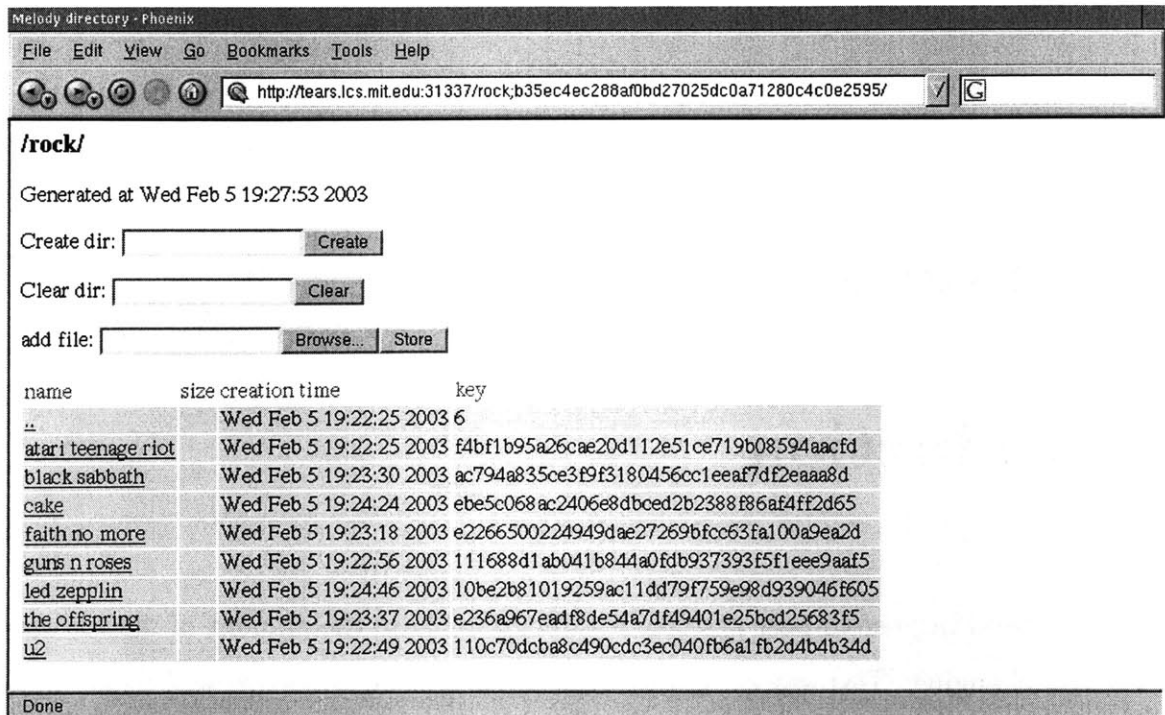 Melody directory - Phoenix
File Edit View Go Bookmarks Tools Help
http://tears.lcs.mit.edu:31337/rock;b35ec4ec288af0bd27025dc0a71280c4c0e2595/ G
/rock/
Generated at Wed Feb 5 19:27:53 2003
Create dir: Create
Clear dir: Clear
add file: Browse... Store
name size creation time key
.. Wed Feb 5 19:22:25 2003 6
atari teenage riot Wed Feb 5 19:22:25 2003 f4bf1b95a26cae20d112e51ce719b08594aacfd
black sabbath Wed Feb 5 19:23:30 2003 ac794a835ce3f9f3180456cc1eeaf7df2eaaa8d
cake Wed Feb 5 19:24:24 2003 ebe5c068ac2406e8dbced2b2388f86af4ff2d65
faith no more Wed Feb 5 19:23:18 2003 e2266500224949dae27269bfcc63fa100a9ea2d
guns n roses Wed Feb 5 19:22:56 2003 111688d1ab041b844a0fdb937393f5f1eee9aaf5
led zepplin Wed Feb 5 19:24:46 2003 10be2b81019259ac11dd79f759e98d939046f605
the offspring Wed Feb 5 19:23:37 2003 e236a967eadf8de54a7df49401e25bcd25683f5
u2 Wed Feb 5 19:22:49 2003 110c70dcba8c490cdc3ec040fb6a1fb2d4b4b34d
Done